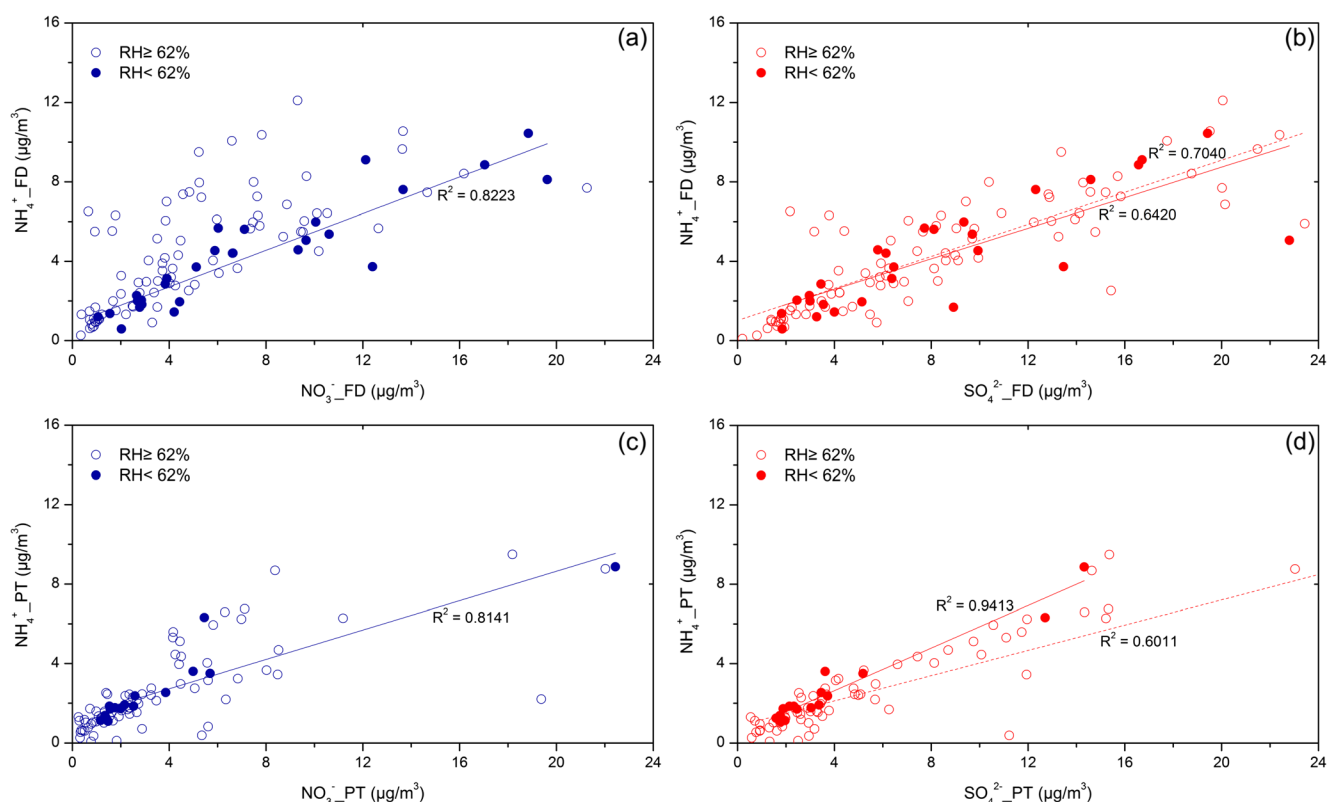 (a)
RH≥ 62%
RH< 62%
NH₄⁺_FD (μg/m³)
16
12
8
4
0
R² = 0.8223
0 4 8 12 16 20 24
NO₃⁻_FD (μg/m³)
(b)
RH≥ 62%
RH< 62%
NH₄⁺_FD (μg/m³)
16
12
8
4
0
R² = 0.7040
R² = 0.6420
0 4 8 12 16 20 24
SO₄²⁻_FD (μg/m³)
(c)
RH≥ 62%
RH< 62%
NH₄⁺_PT (μg/m³)
16
12
8
4
0
R² = 0.8141
0 4 8 12 16 20 24
NO₃⁻_PT (μg/m³)
(d)
RH≥ 62%
RH< 62%
NH₄⁺_PT (μg/m³)
16
12
8
4
0
R² = 0.9413
R² = 0.6011
0 4 8 12 16 20 24
SO₄²⁻_PT (μg/m³)